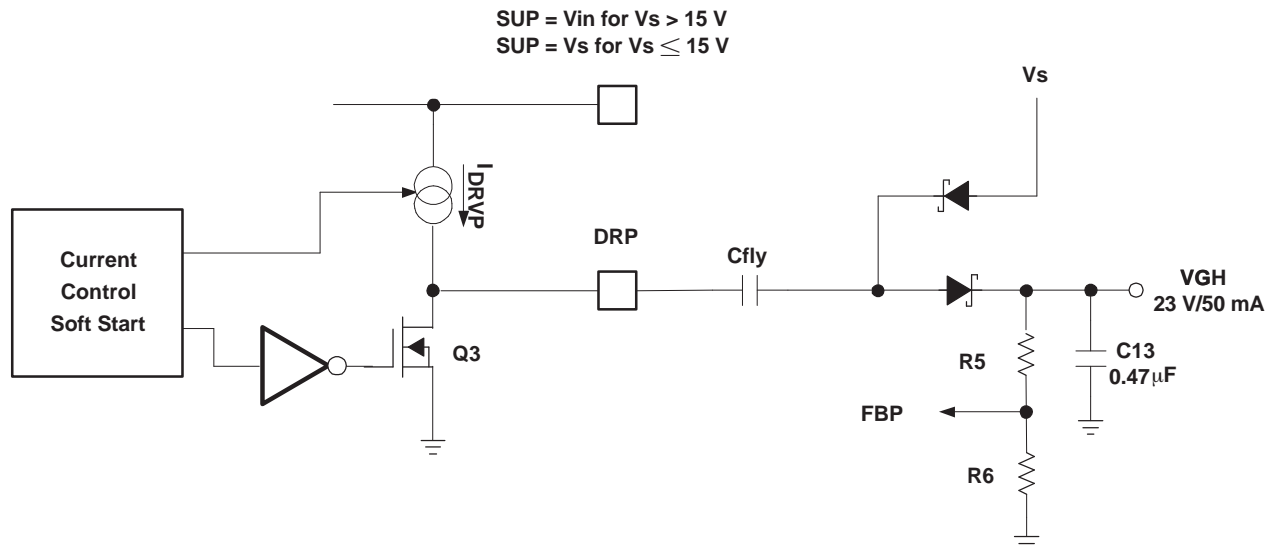 SUP = Vin for Vs > 15 V
SUP = Vs for Vs ≤ 15 V
Vs
IDRVP
Current
Control
Soft Start
DRP
Cfly
VGH
23 V/50 mA
Q3
R5
C13
0.47μF
FBP
R6